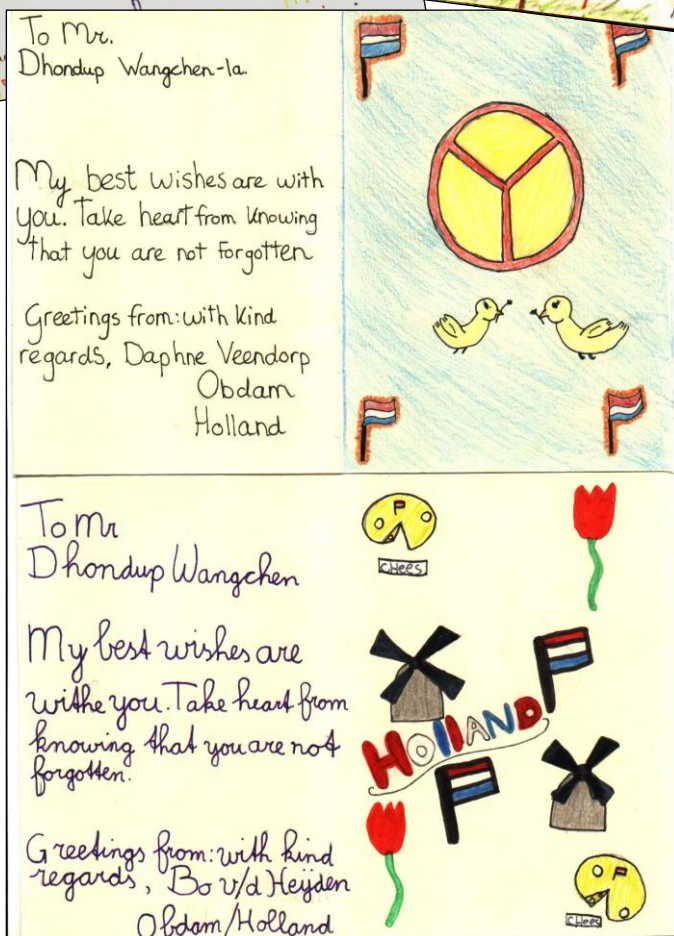 To Mr.
Dhondup Wangchen-la.
My best wishes are with
you. Take heart from knowing
that you are not forgotten
Greetings from: with kind
regards, Daphne Veendorp
Obdam
Holland
To Mr
Dhondup Wangchen
My best wishes are
withe you. Take heart from
knowing that you are not
forgotten.
Greetings from: with kind
regards, Bo v/d Heÿden
Obdam/Holland
CHees
HOllAND
CHees